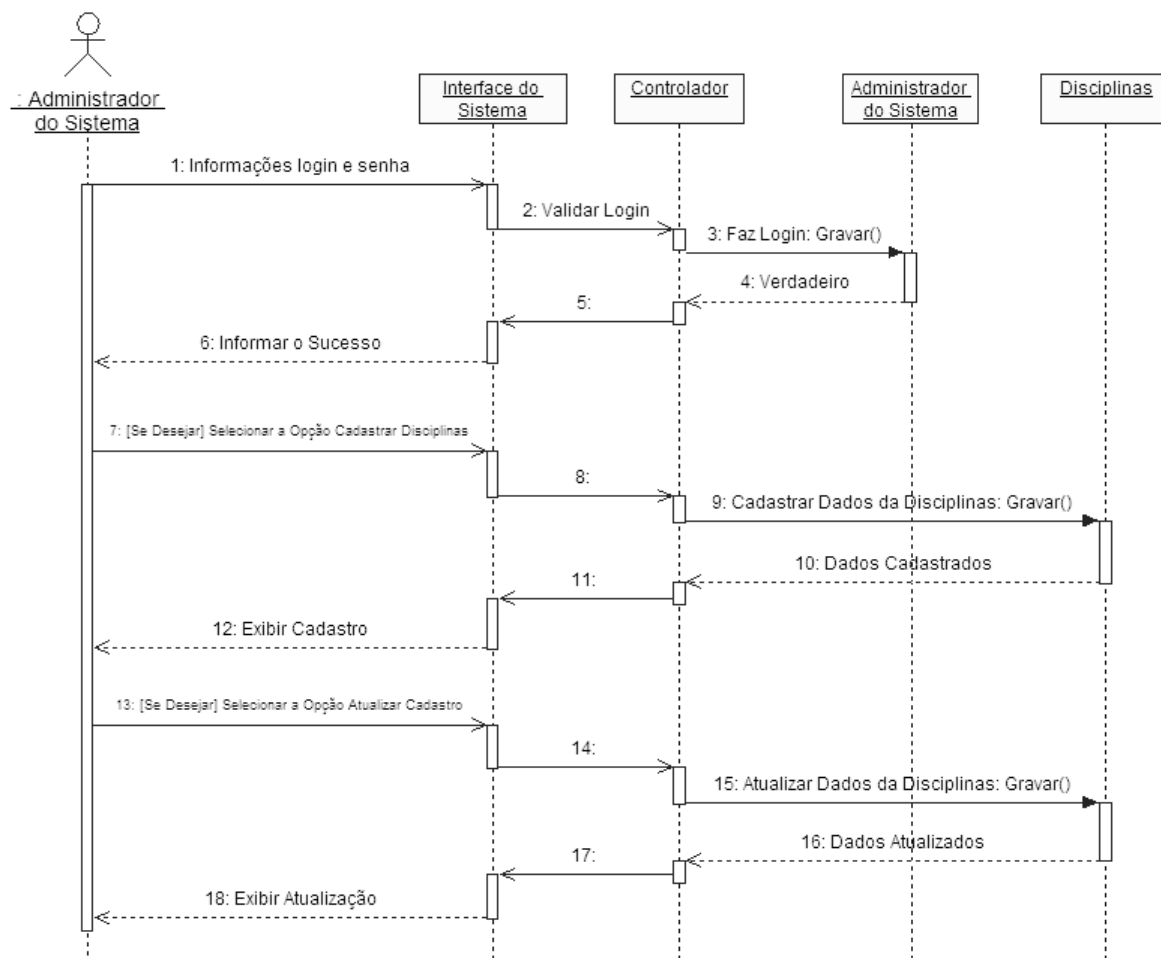 : Administrador
do Sistema
Interface do
Sistema
Controlador
Administrador
do Sistema
Disciplinas
1: Informações login e senha
2: Validar Login
3: Faz Login: Gravar()
4: Verdadeiro
5:
6: Informar o Sucesso
7: [Se Desejar] Selecionar a Opção Cadastrar Disciplinas
8:
9: Cadastrar Dados da Disciplinas: Gravar()
10: Dados Cadastrados
11:
12: Exibir Cadastro
13: [Se Desejar] Selecionar a Opção Atualizar Cadastro
14:
15: Atualizar Dados da Disciplinas: Gravar()
16: Dados Atualizados
17:
18: Exibir Atualização